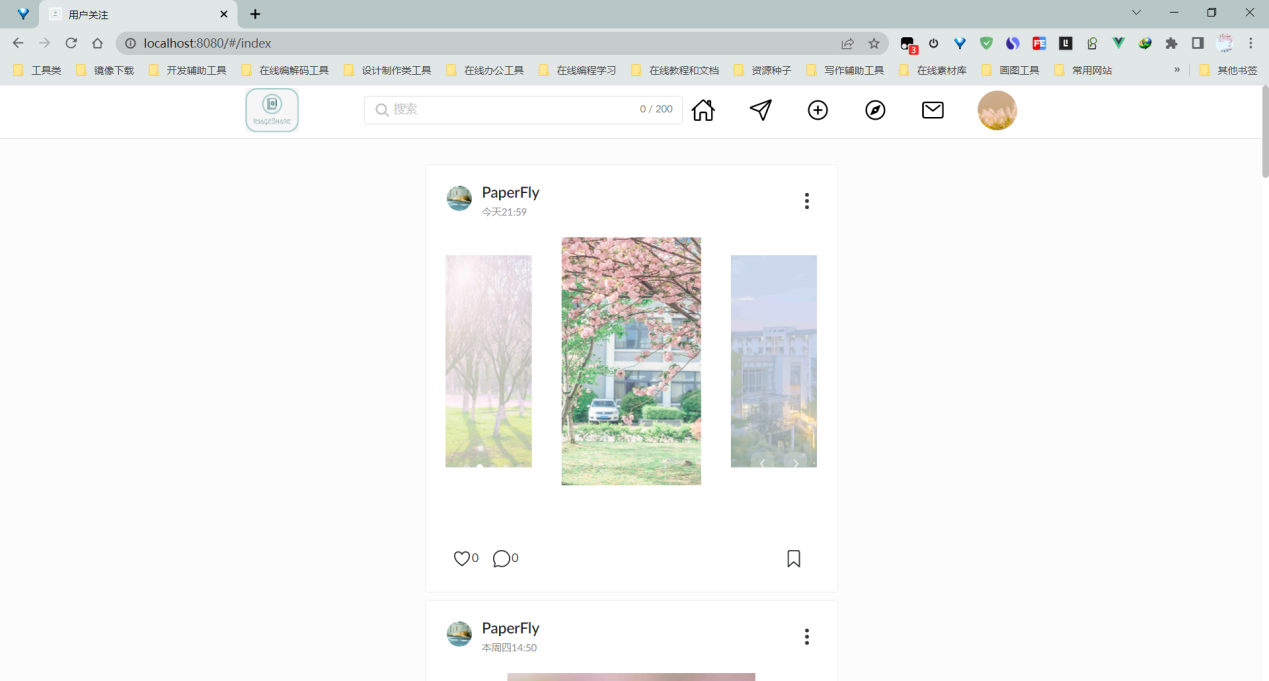 用户关注
localhost:8080/#/index
3
工具类 镜像下载 开发辅助工具 在线编解码工具 设计制作类工具 在线办公工具 在线编程学习 在线教程和文档 资源种子 写作辅助工具 在线素材库 画图工具 常用网站 » 其他书签
ImageShare
搜索 0 / 200
PaperFly
今天21:59
0 0
PaperFly
本周四14:50